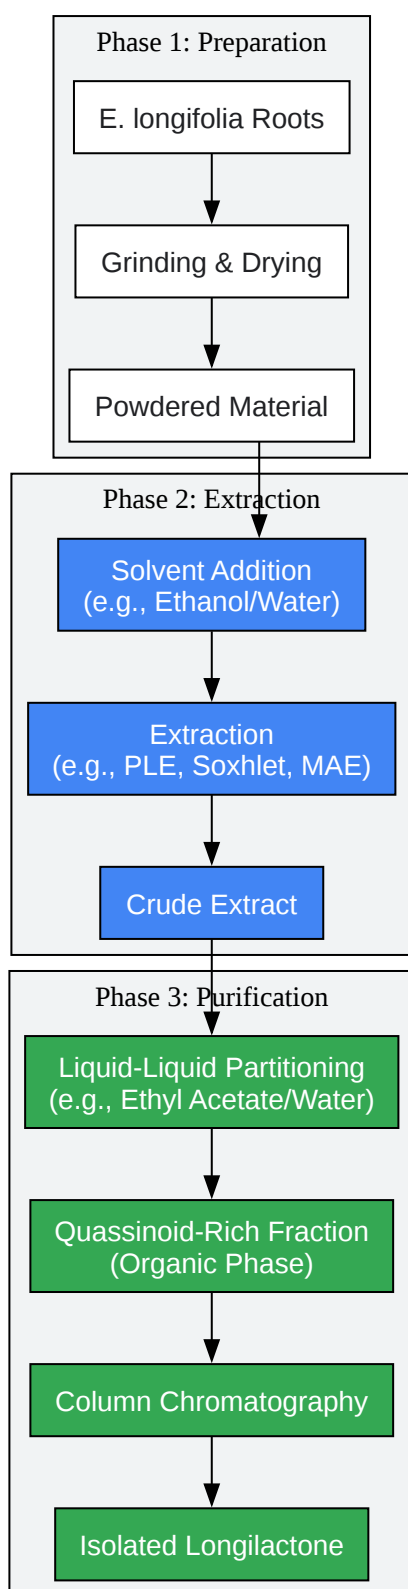 Phase 1: Preparation
E. longifolia Roots
Grinding & Drying
Powdered Material
Phase 2: Extraction
Solvent Addition
(e.g., Ethanol/Water)
Extraction
(e.g., PLE, Soxhlet, MAE)
Crude Extract
Phase 3: Purification
Liquid-Liquid Partitioning
(e.g., Ethyl Acetate/Water)
Quassinoid-Rich Fraction
(Organic Phase)
Column Chromatography
Isolated Longilactone